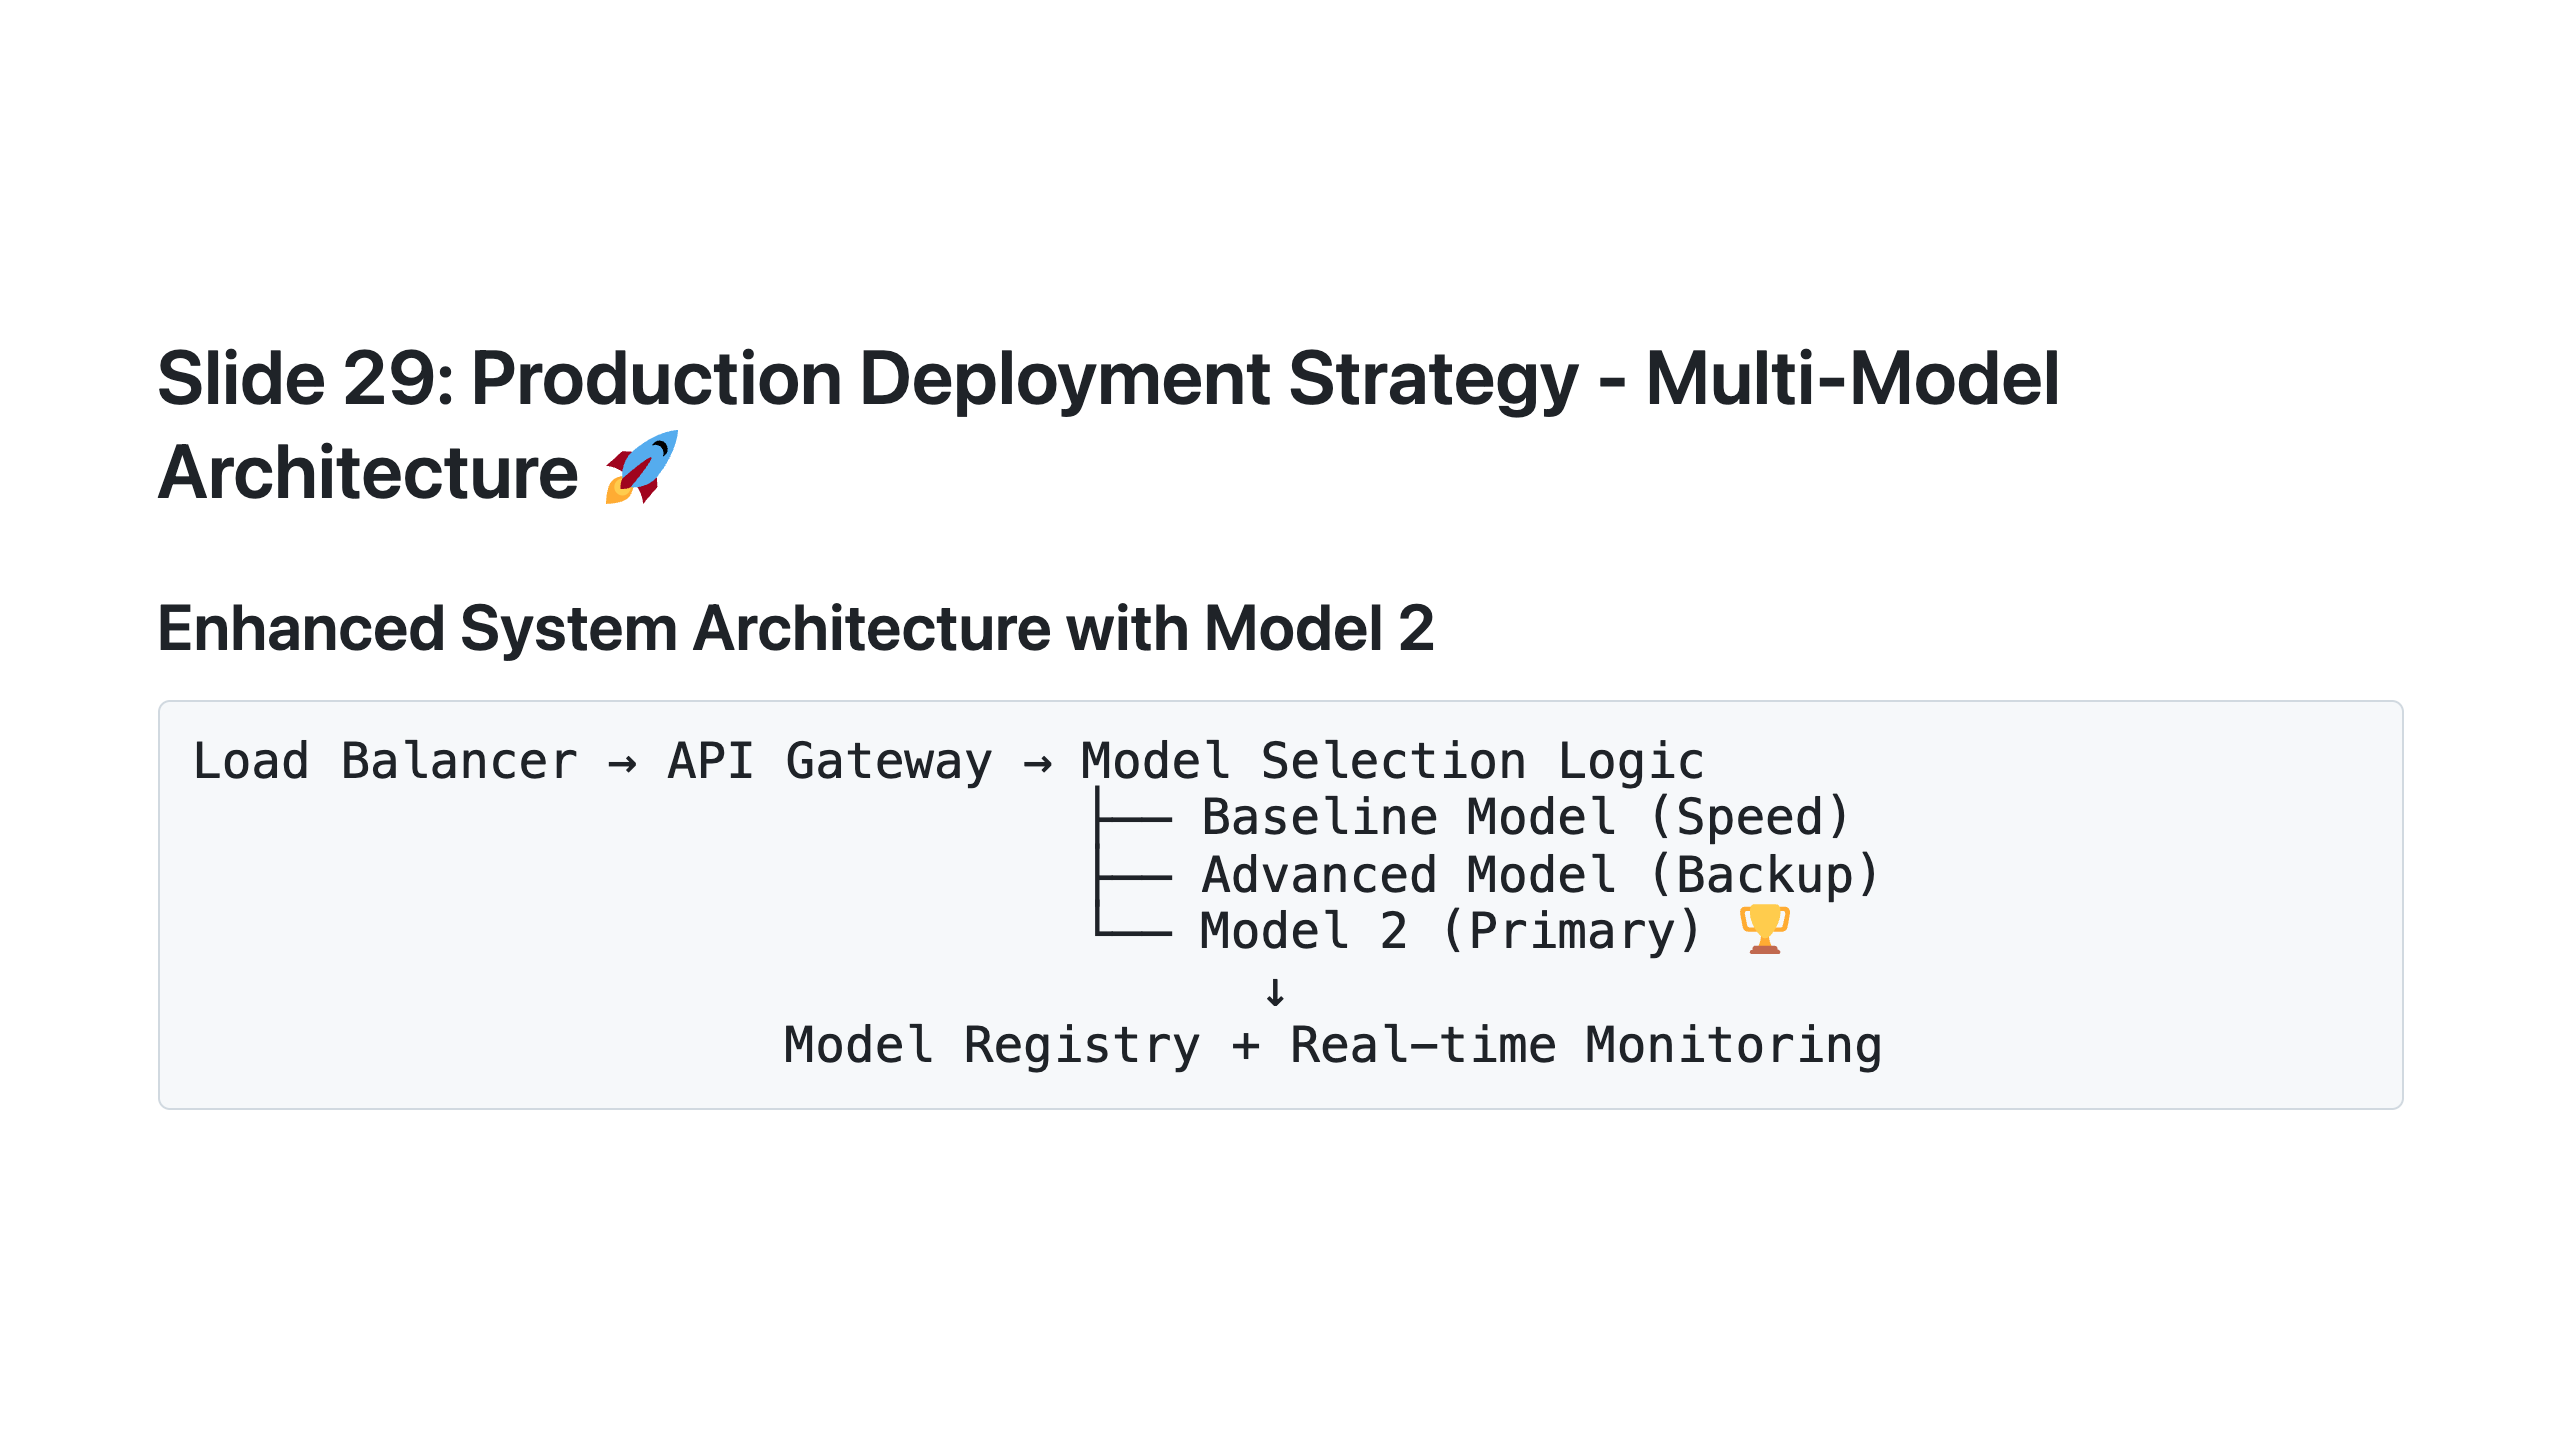 Slide 29: Production Deployment Strategy - Multi-Model
Architecture 🚀
Enhanced System Architecture with Model 2
Load Balancer → API Gateway → Model Selection Logic
├── Baseline Model (Speed)
├── Advanced Model (Backup)
└── Model 2 (Primary) 🏆
↓
Model Registry + Real-time Monitoring